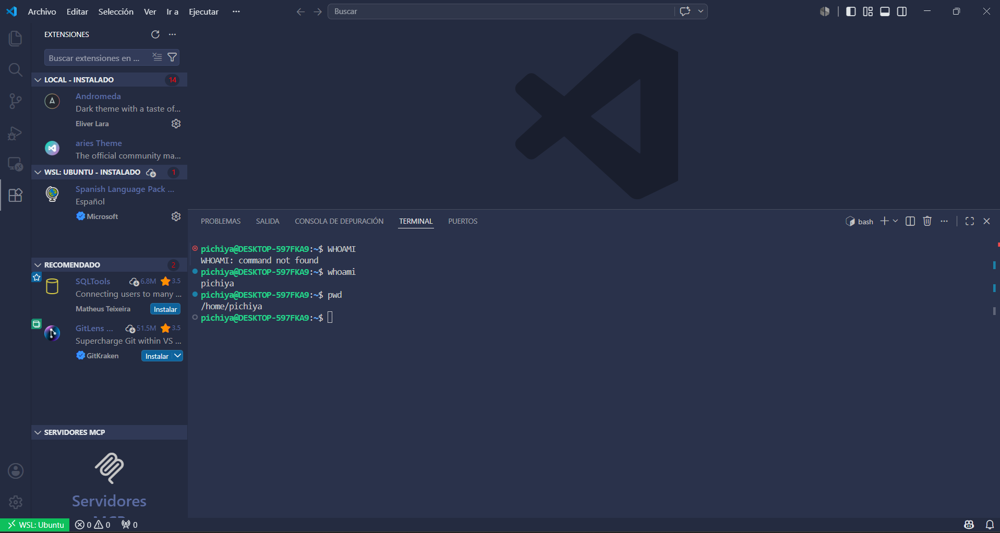 Archivo Editar Selección Ver Ir a Ejecutar ···
Buscar
EXTENSIONES
Buscar extensiones en ...
LOCAL - INSTALADO 14
Andromeda
Dark theme with a taste of...
Eliver Lara
aries Theme
The official community ma...
WSL: UBUNTU - INSTALADO 1
Spanish Language Pack ...
Español
Microsoft
RECOMENDADO 2
SQLTools 6.8M 3.5
Connecting users to many ...
Matheus Teixeira Instalar
GitLens ... 51.5M 3.5
Supercharge Git within VS ...
GitKraken Instalar
SERVIDORES MCP
Servidores
MCP
PROBLEMAS SALIDA CONSOLA DE DEPURACIÓN TERMINAL PUERTOS
bash
pichiya@DESKTOP-597FKA9:~$ WHOAMI
WHOAMI: command not found
pichiya@DESKTOP-597FKA9:~$ whoami
pichiya
pichiya@DESKTOP-597FKA9:~$ pwd
/home/pichiya
pichiya@DESKTOP-597FKA9:~$
WSL: Ubuntu 0 0 0